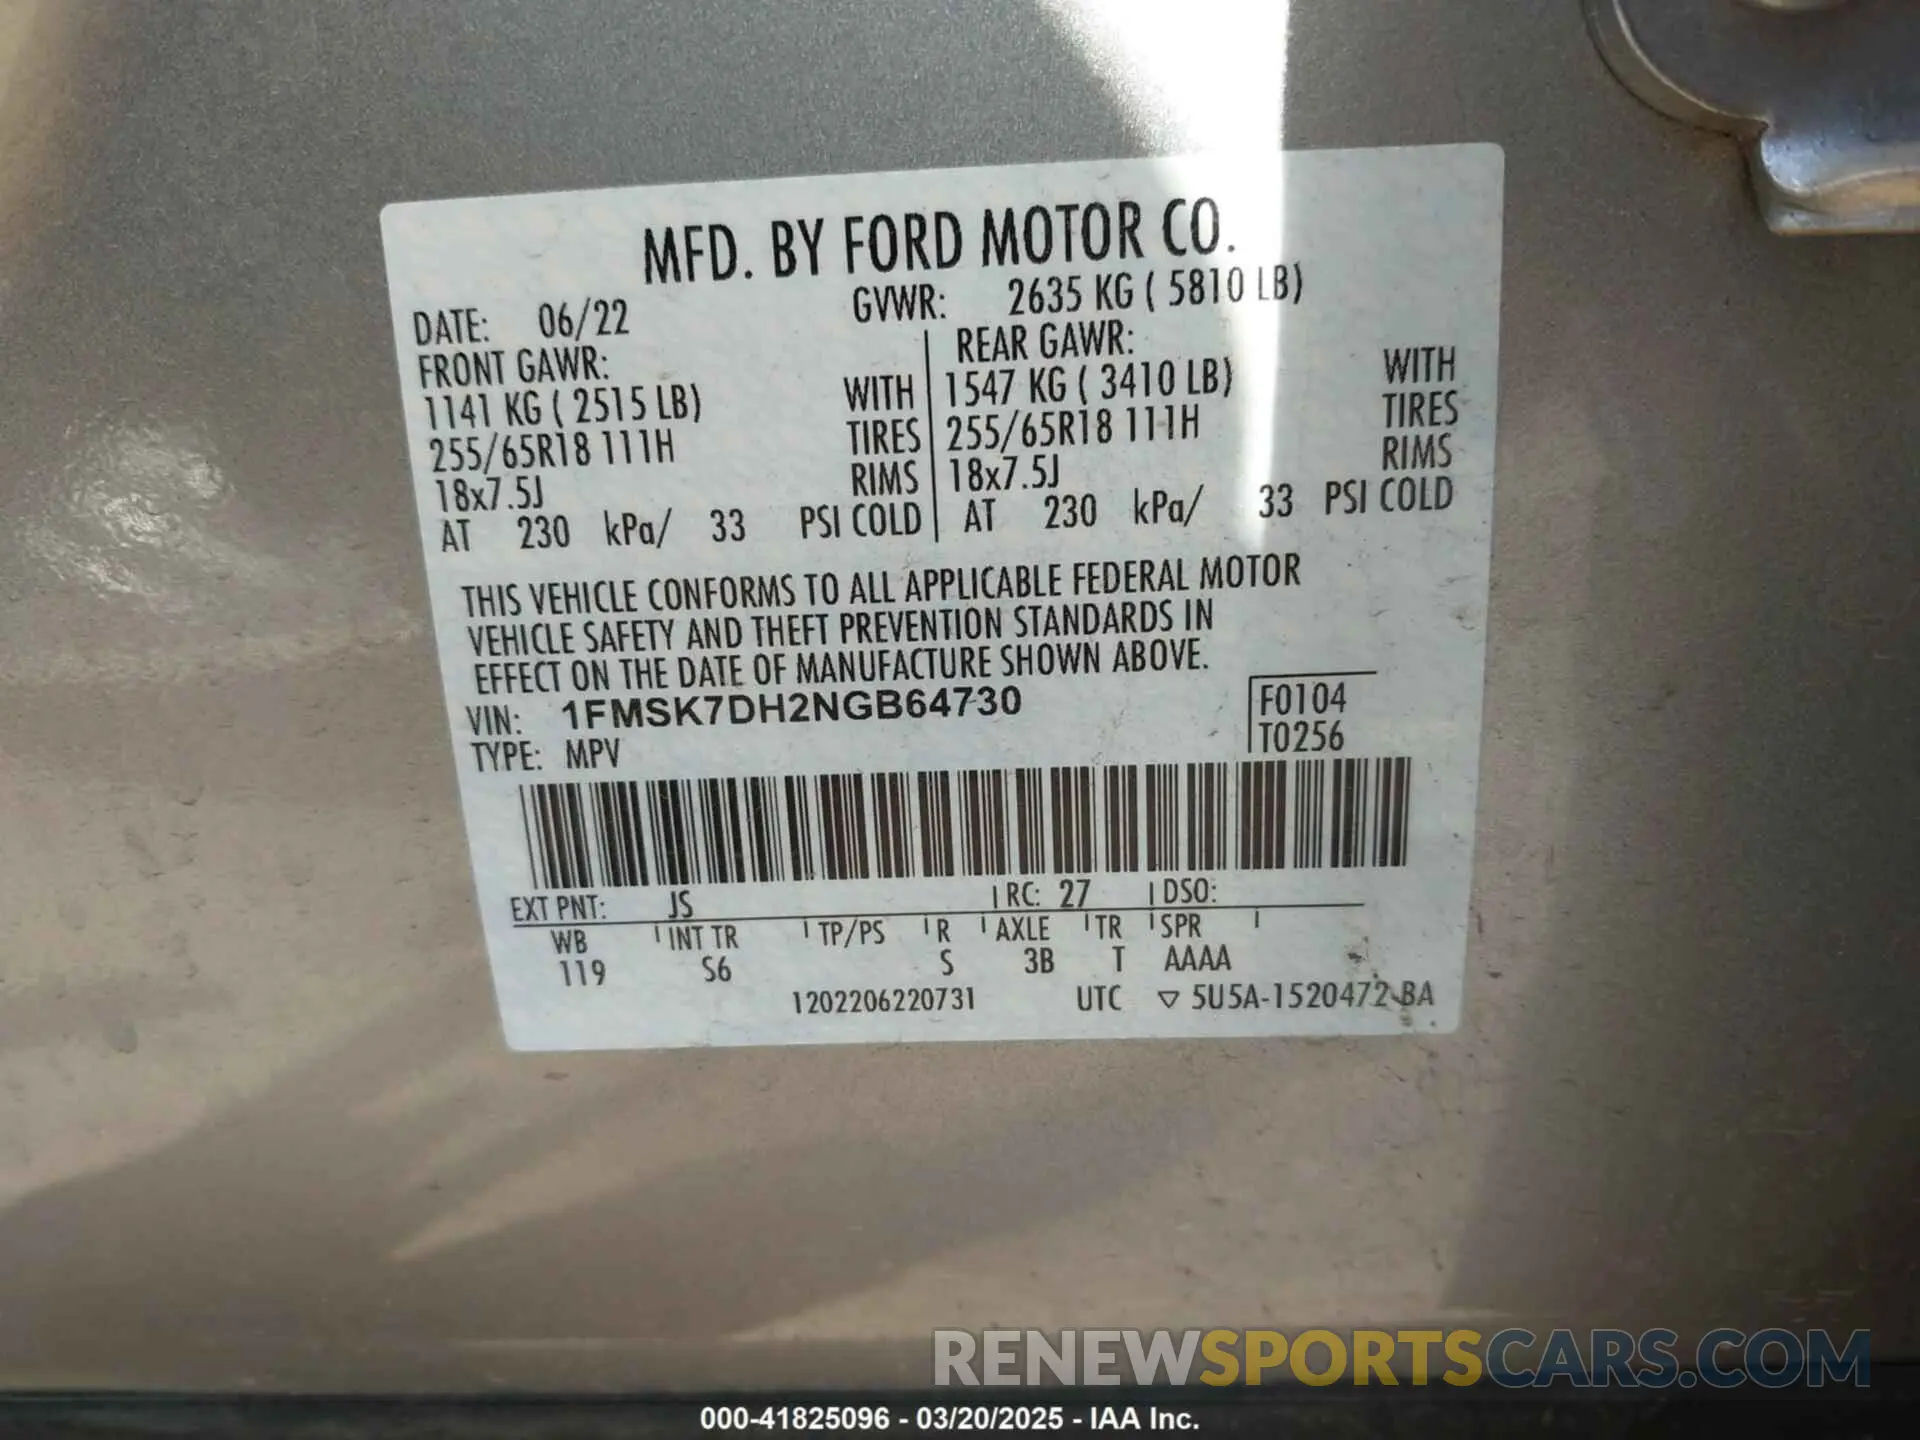 MFD. BY FORD MOTOR CO.
DATE: 06/22 GVWR: 2635 KG ( 5810 LB)
FRONT GAWR: REAR GAWR:
1141 KG ( 2515 LB) WITH 1547 KG ( 3410 LB) WITH
255/65R18 111H TIRES 255/65R18 111H TIRES
18x7.5J RIMS 18x7.5J RIMS
AT 230 kPa/ 33 PSI COLD AT 230 kPa/ 33 PSI COLD
THIS VEHICLE CONFORMS TO ALL APPLICABLE FEDERAL MOTOR
VEHICLE SAFETY AND THEFT PREVENTION STANDARDS IN
EFFECT ON THE DATE OF MANUFACTURE SHOWN ABOVE.
VIN: 1FMSK7DH2NGB64730 F0104
TYPE: MPV T0256
EXT PNT: JS RC: 27 DSO:
WB INT TR TP/PS R AXLE TR SPR
119 S6 S 3B T AAAA
1202206220731 UTC ▽ 5U5A-1520472-BA
RENEWSPORTSCARS.COM
000-41825096 - 03/20/2025 - IAA Inc.